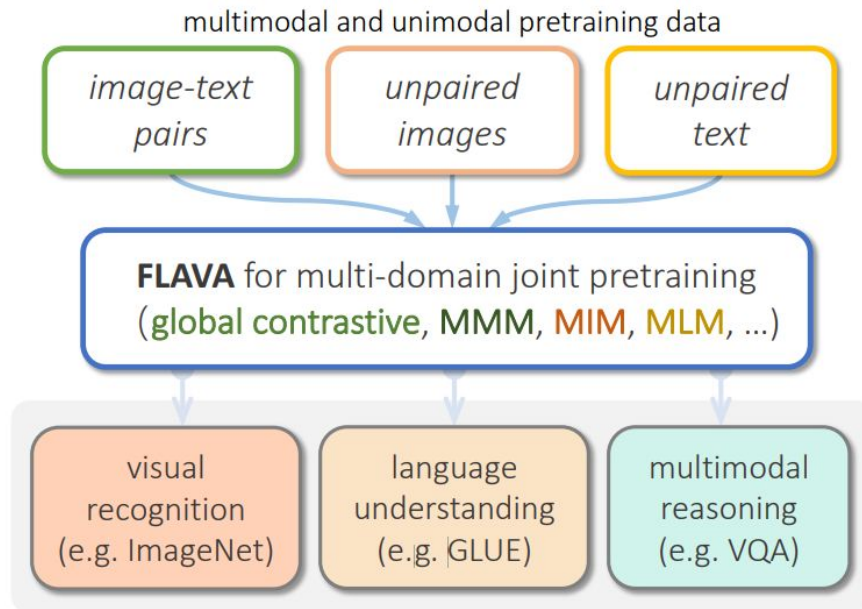 multimodal and unimodal pretraining data
image-text
pairs
unpaired
images
unpaired
text
FLAVA for multi-domain joint pretraining
(global contrastive, MMM, MIM, MLM, ...)
visual
recognition
(e.g. ImageNet)
language
understanding
(e.g. GLUE)
multimodal
reasoning
(e.g. VQA)